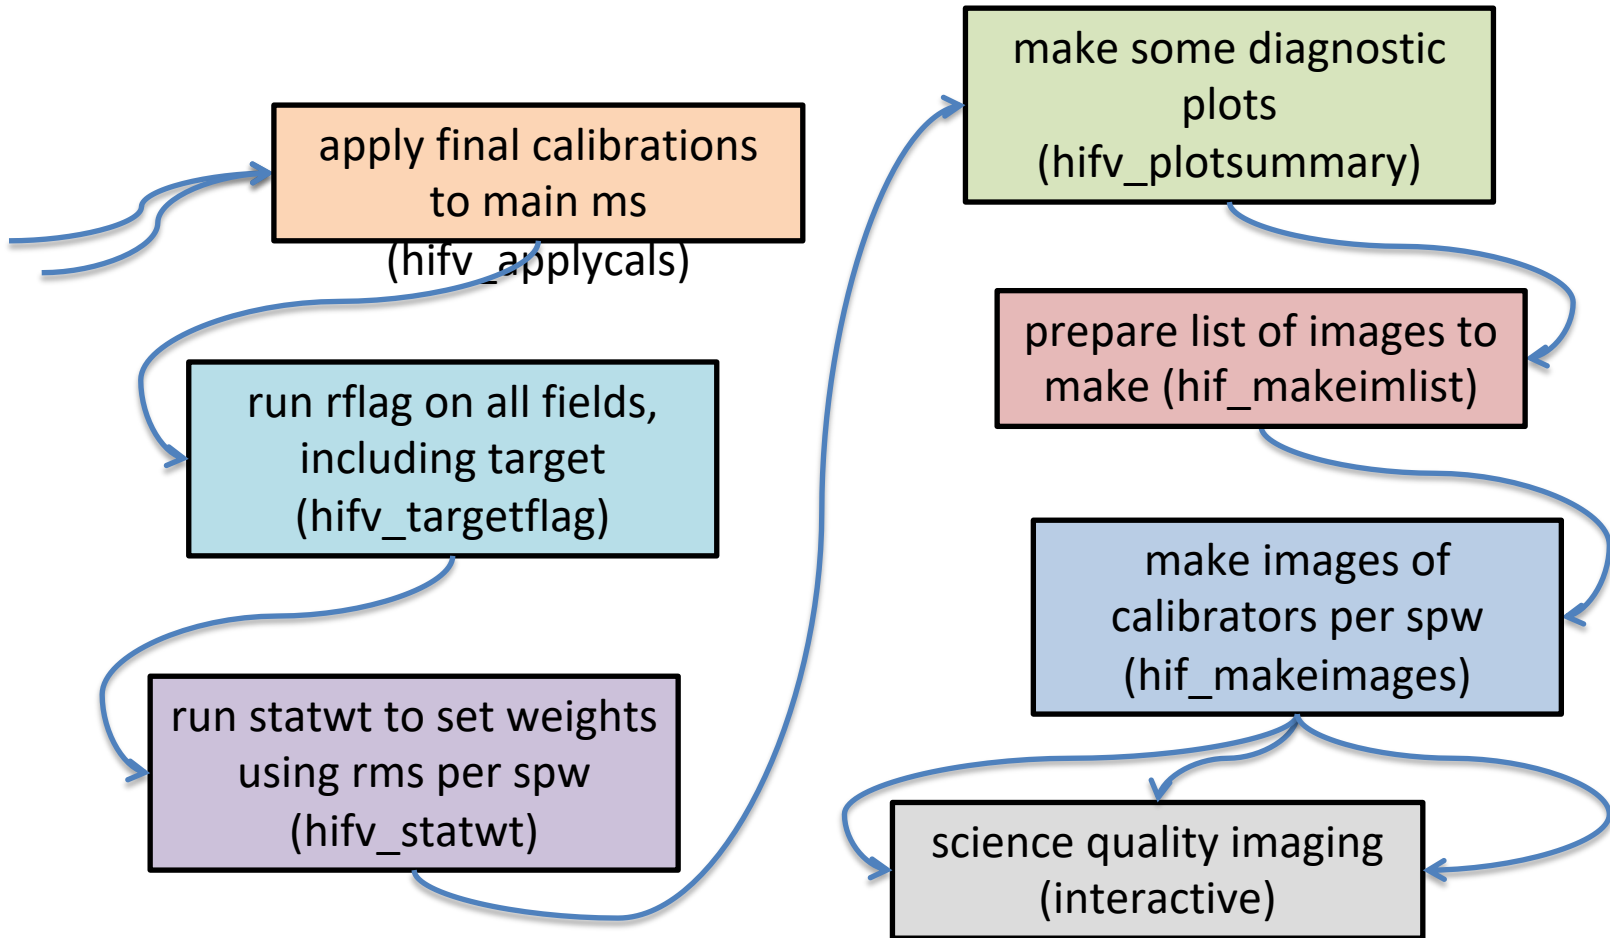 apply final calibrations
to main ms
(hifv_applycals)
run rflag on all fields,
including target
(hifv_targetflag)
run statwt to set weights
using rms per spw
(hifv_statwt)
make some diagnostic
plots
(hifv_plotsummary)
prepare list of images to
make (hif_makeimlist)
make images of
calibrators per spw
(hif_makeimages)
science quality imaging
(interactive)